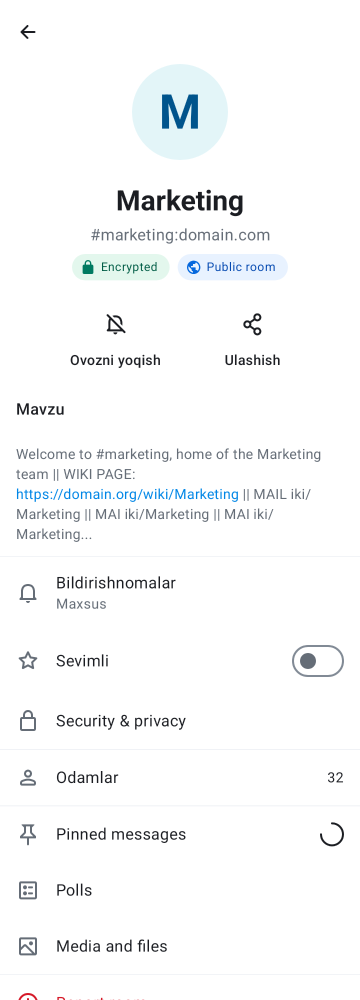 M
Marketing
#marketing:domain.com
Encrypted
Public room
Ovozni yoqish
Ulashish
Mavzu
Welcome to #marketing, home of the Marketing
team || WIKI PAGE:
https://domain.org/wiki/Marketing || MAIL iki/
Marketing || MAI iki/Marketing || MAI iki/
Marketing...
Bildirishnomalar
Maxsus
Sevimli
Security & privacy
Odamlar 32
Pinned messages
Polls
Media and files
Report room